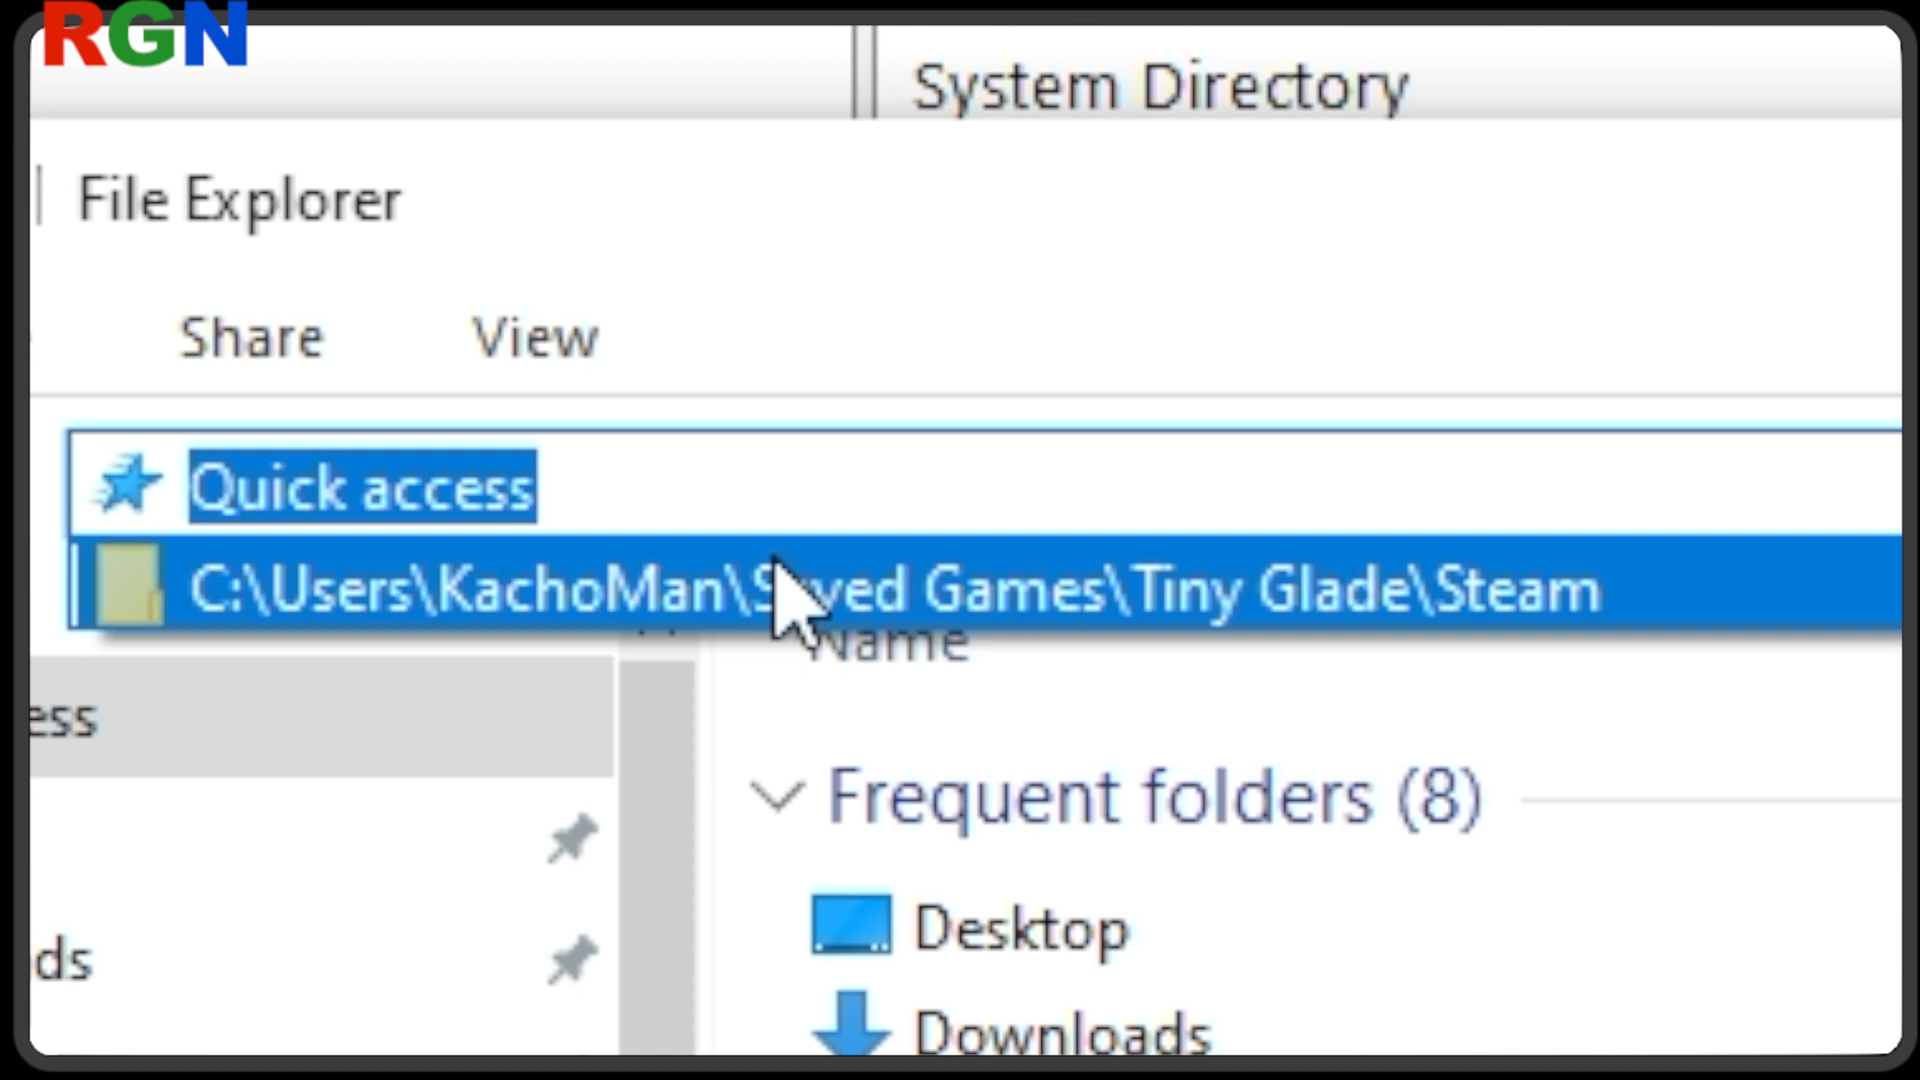 RGN
System Directory
File Explorer
Share View
Quick access
C:\Users\KachoMan\Saved Games\Tiny Glade\Steam
Name
ess
Frequent folders (8)
Desktop
ds
Downloads